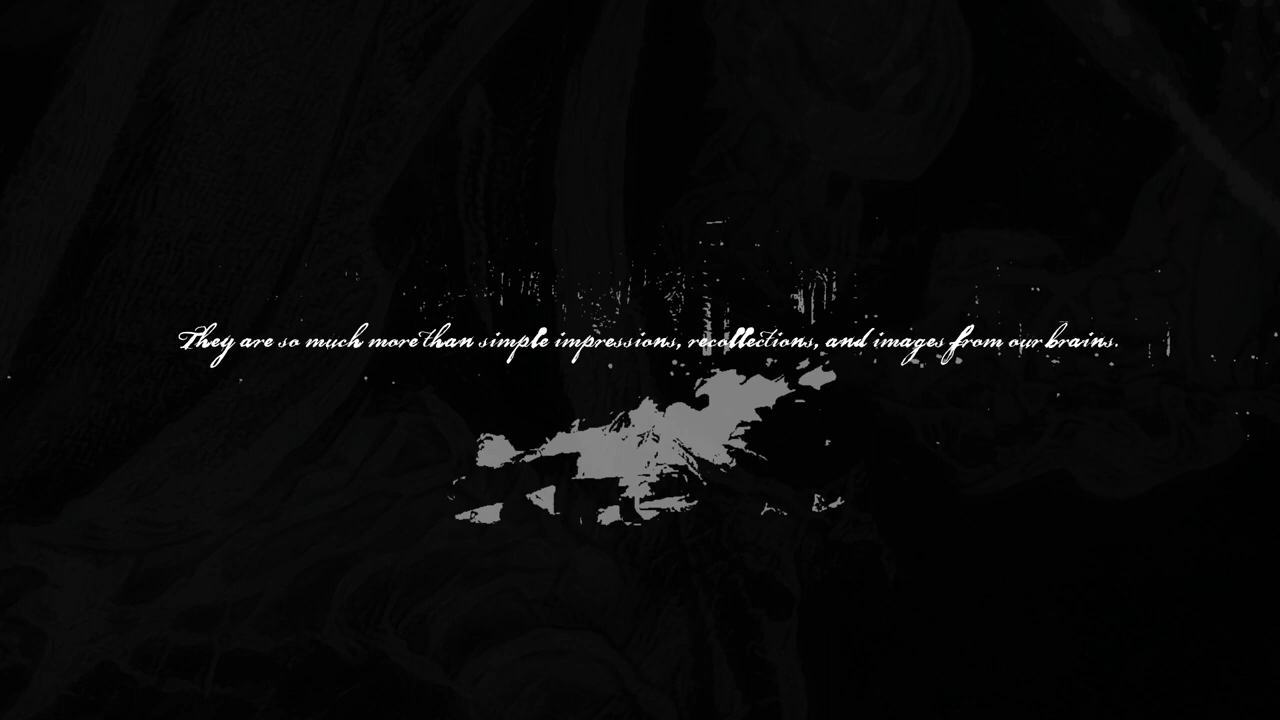 They are so much more than simple impressions, recollections, and images from our brains.